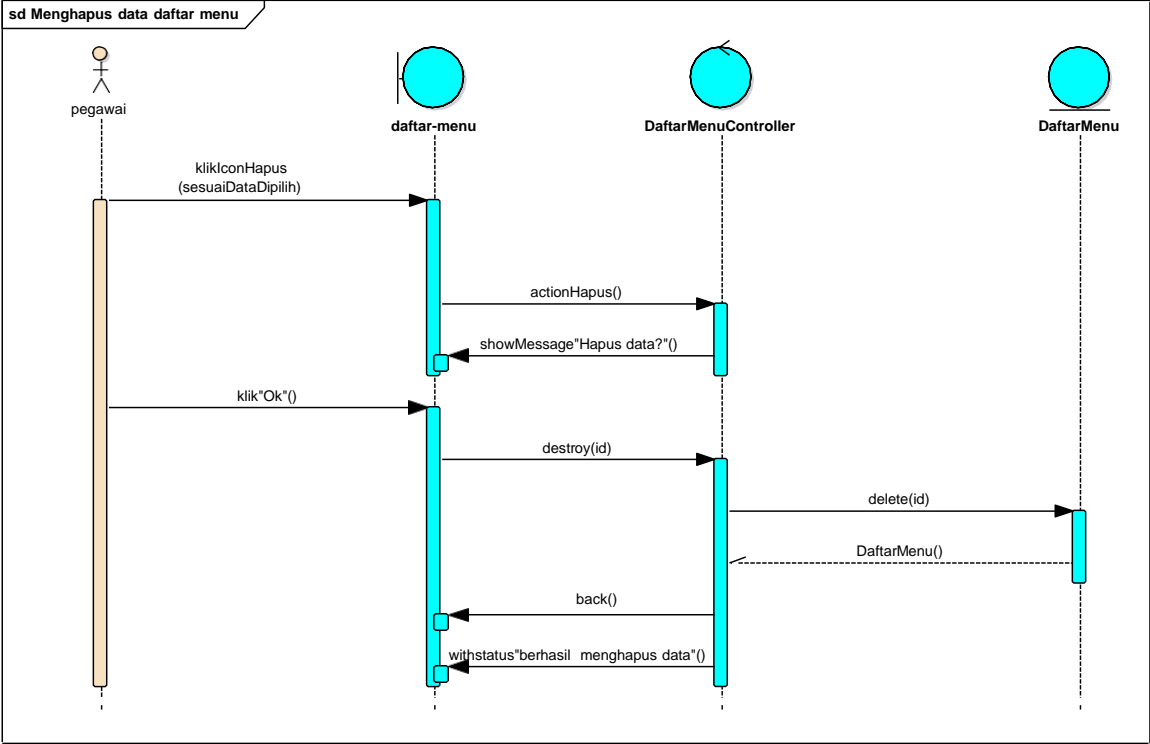 sd Menghapus data daftar menu
pegawai
daftar-menu
DaftarMenuController
DaftarMenu
klikIconHapus
(sesuaiDataDipilih)
actionHapus()
showMessage"Hapus data?"()
klik"Ok"()
destroy(id)
delete(id)
DaftarMenu()
back()
withstatus"berhasil menghapus data"()